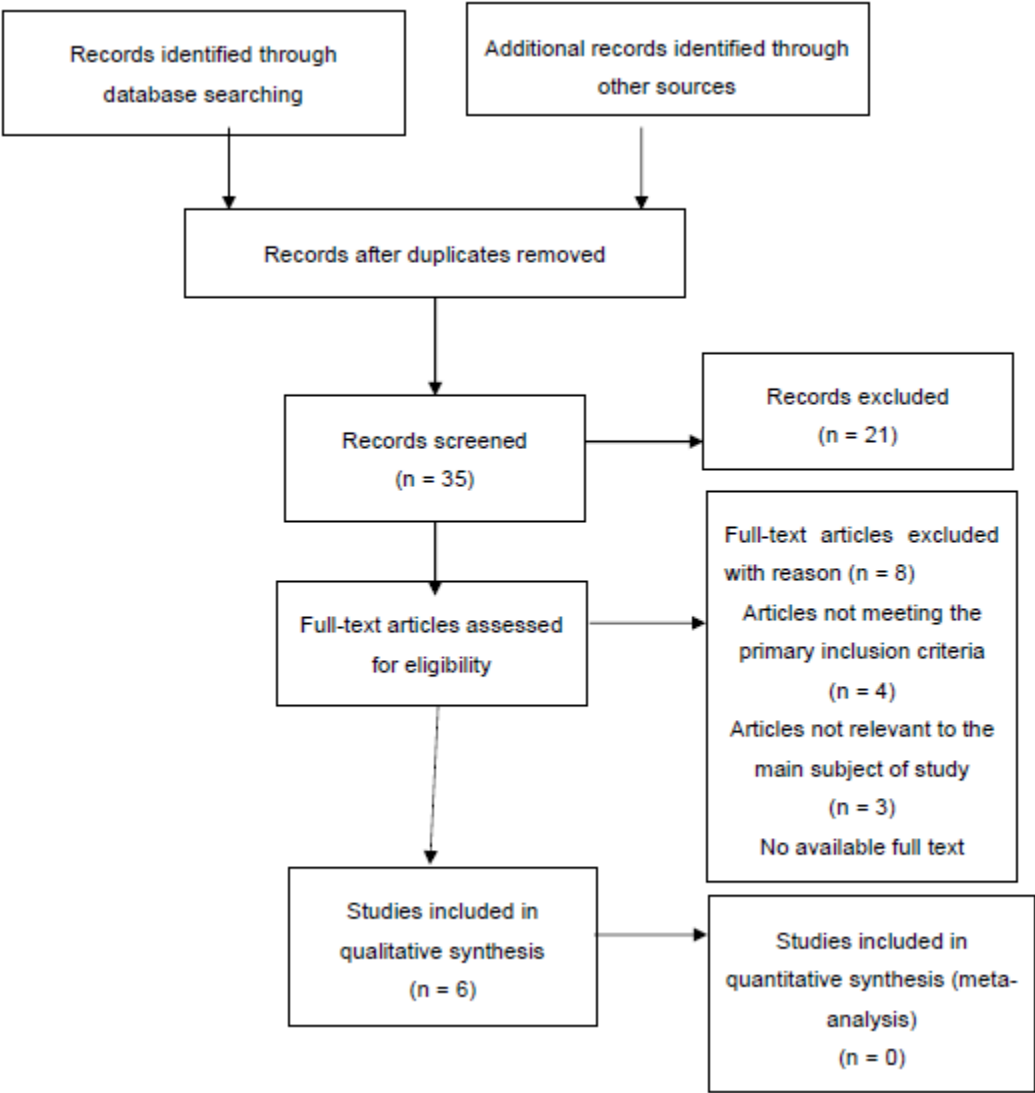 Records identified through
database searching
Additional records identified through
other sources
Records after duplicates removed
Records screened
(n = 35)
Records excluded
(n = 21)
Full-text articles assessed
for eligibility
Full-text articles excluded
with reason (n = 8)
Articles not meeting the
primary inclusion criteria
(n = 4)
Articles not relevant to the
main subject of study
(n = 3)
No available full text
Studies included in
qualitative synthesis
(n = 6)
Studies included in
quantitative synthesis (meta-
analysis)
(n = 0)